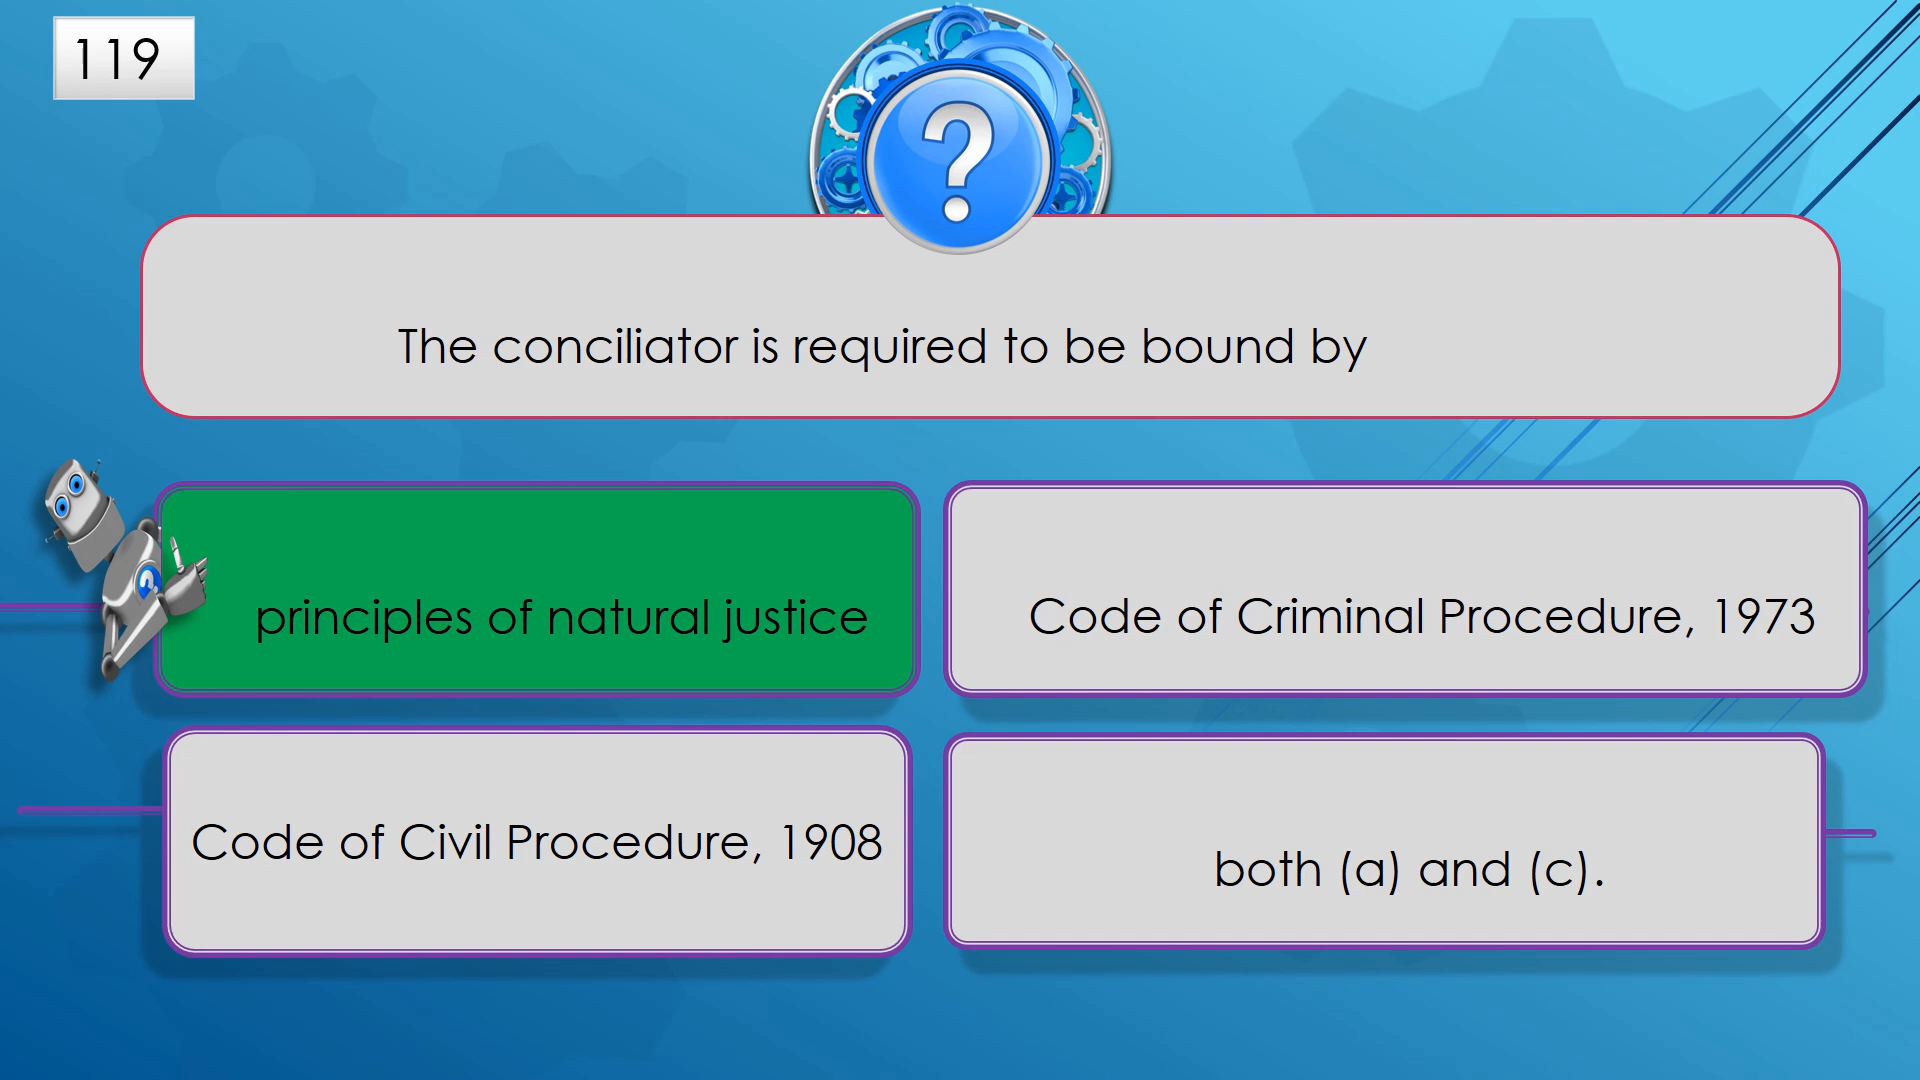 119
?
The conciliator is required to be bound by
principles of natural justice
Code of Criminal Procedure, 1973
Code of Civil Procedure, 1908
both (a) and (c).